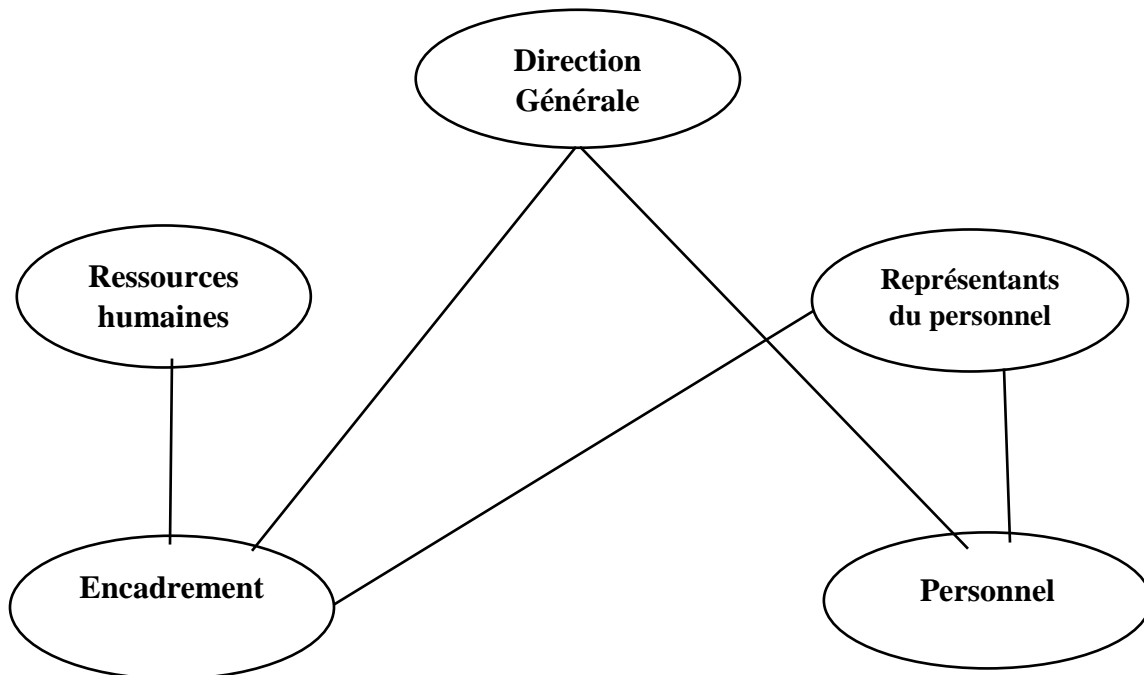 Direction
Générale
Ressources
humaines
Représentants
du personnel
Encadrement
Personnel